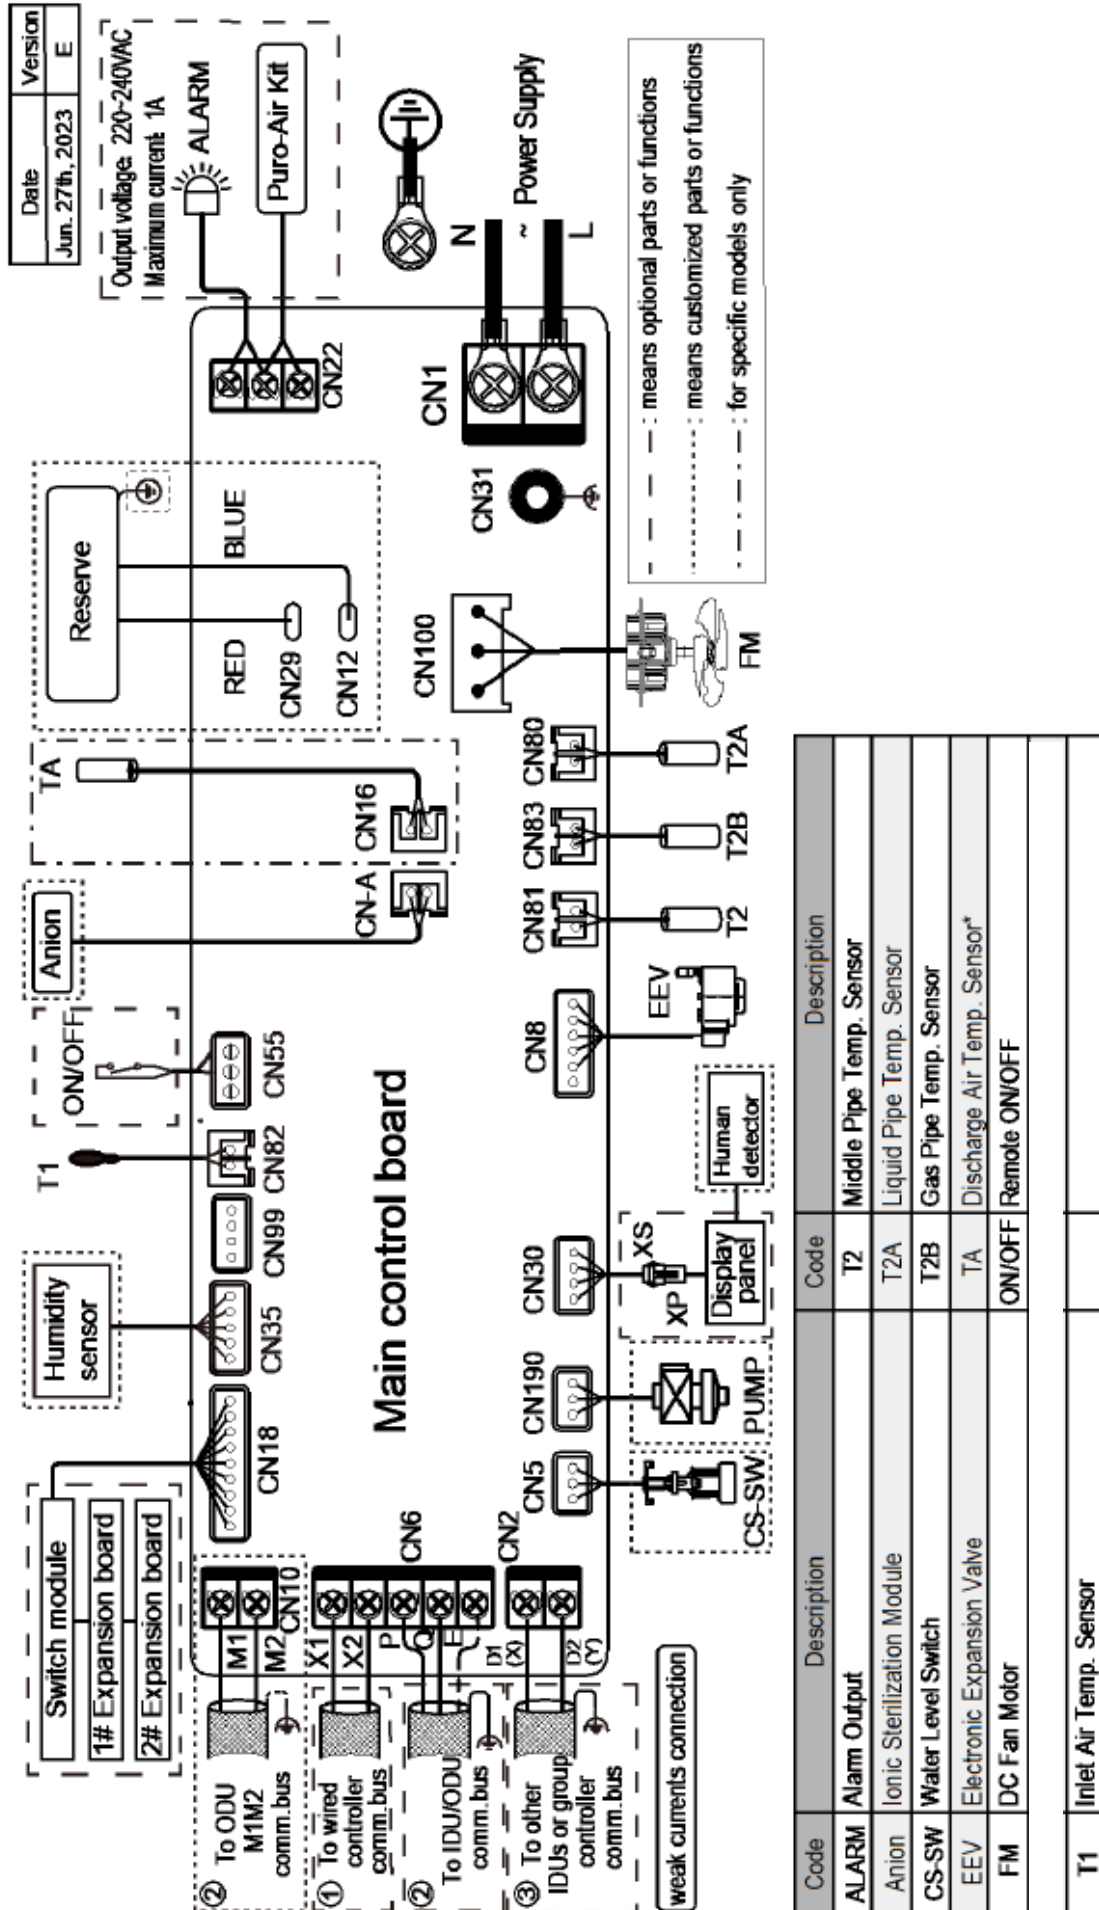 Date
Version
Jun. 27th, 2023
E
Output voltage: 220~240VAC
Maximum current: 1A
ALARM
Puro-Air Kit
CN22
N
~
Power Supply
L
CN1
CN31
Reserve
RED
BLUE
CN29
CN12
CN100
FM
TA
CN16
Anion
CN-A
ON/OFF
CN55
T1
CN82
CN99
Humidity
sensor
CN35
Switch module
1# Expansion board
2# Expansion board
CN18
Main control board
CN80
T2A
CN83
T2B
CN81
T2
CN8
EEV
Human
detector
CN30
XS
XP
Display
panel
CN190
PUMP
CN5
CS-SW
② To ODU
M1M2
comm.bus
M1
M2
CN10
① To wired
controller
comm.bus
X1
X2
CN6
② To IDU/ODU
comm.bus
P
Q
E
③ To other
IDUs or group
controller
comm.bus
D1
(X)
D2
(Y)
CN2
weak currents connection
: means optional parts or functions
: means customized parts or functions
: for specific models only
Code
Description
Code
Description
ALARM
Alarm Output
T2
Middle Pipe Temp. Sensor
Anion
Ionic Sterilization Module
T2A
Liquid Pipe Temp. Sensor
CS-SW
Water Level Switch
T2B
Gas Pipe Temp. Sensor
EEV
Electronic Expansion Valve
TA
Discharge Air Temp. Sensor*
FM
DC Fan Motor
ON/OFF
Remote ON/OFF
T1
Inlet Air Temp. Sensor